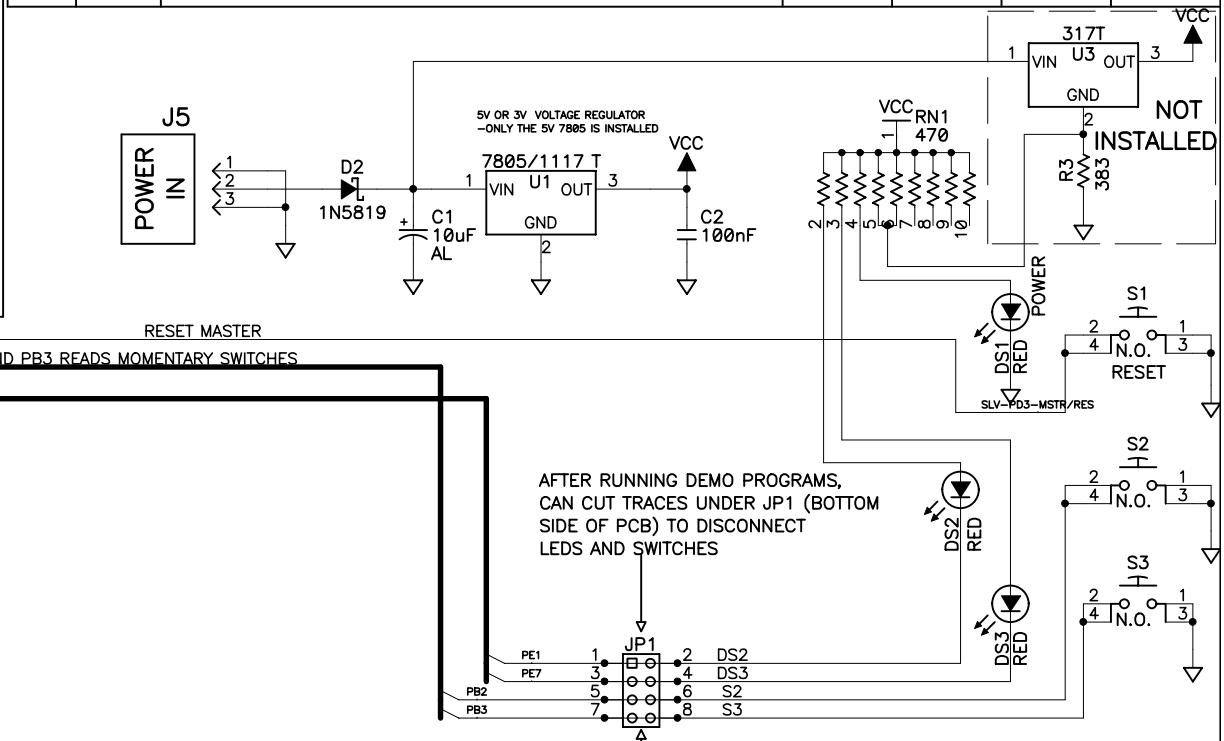 VCC
317T
1
VIN
U3
OUT
3
GND
2
NOT
INSTALLED
R3
383
J5
POWER
IN
1
2
3
D2
1N5819
5V OR 3V VOLTAGE REGULATOR
-ONLY THE 5V 7805 IS INSTALLED
7805/1117 T
1
VIN
U1
OUT
3
GND
2
VCC
+
C1
10uF
AL
C2
100nF
VCC
RN1
1
470
2
3
4
5
6
7
8
9
10
POWER
DS1
RED
S1
2
1
4
3
N.O.
RESET
RESET MASTER
ND PB3 READS MOMENTARY SWITCHES
SLV-PD3-MSTR/RES
AFTER RUNNING DEMO PROGRAMS,
CAN CUT TRACES UNDER JP1 (BOTTOM
SIDE OF PCB) TO DISCONNECT
LEDS AND SWITCHES
DS2
RED
S2
2
1
4
3
N.O.
S3
2
1
4
3
N.O.
DS3
RED
JP1
PE1
1
2
DS2
PE7
3
4
DS3
PB2
5
6
S2
PB3
7
8
S3